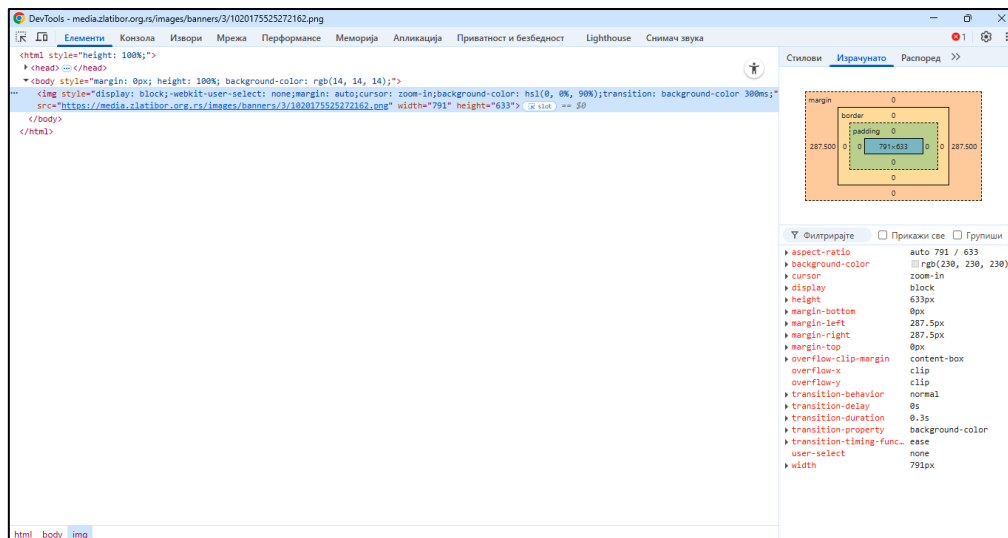 DevTools - media.zlatibor.org.rs/images/banners/3/1020175525272162.png
Елементи Конзола Извори Мрежа Перформансе Меморија Апликација Приватност и безбедност Lighthouse Снимач звука 1
<html style="height: 100%;">
<head> ... </head>
<body style="margin: 0px; height: 100%; background-color: rgb(14, 14, 14);">
... <img style="display: block;-webkit-user-select: none;margin: auto;cursor: zoom-in;background-color: hsl(0, 0%, 90%);transition: background-color 300ms;"
src="https://media.zlatibor.org.rs/images/banners/3/1020175525272162.png" width="791" height="633"> slot == $0
</body>
</html>
html body img
Стилови Израчунато Распоред
margin 0
border 0
padding 0
287.500 0 0 791×633 0 0 287.500
0
0
0
Филтрирајте Прикажи све Групиши
aspect-ratio auto 791 / 633
background-color rgb(230, 230, 230)
cursor zoom-in
display block
height 633px
margin-bottom 0px
margin-left 287.5px
margin-right 287.5px
margin-top 0px
overflow-clip-margin content-box
overflow-x clip
overflow-y clip
transition-behavior normal
transition-delay 0s
transition-duration 0.3s
transition-property background-color
transition-timing-func… ease
user-select none
width 791px